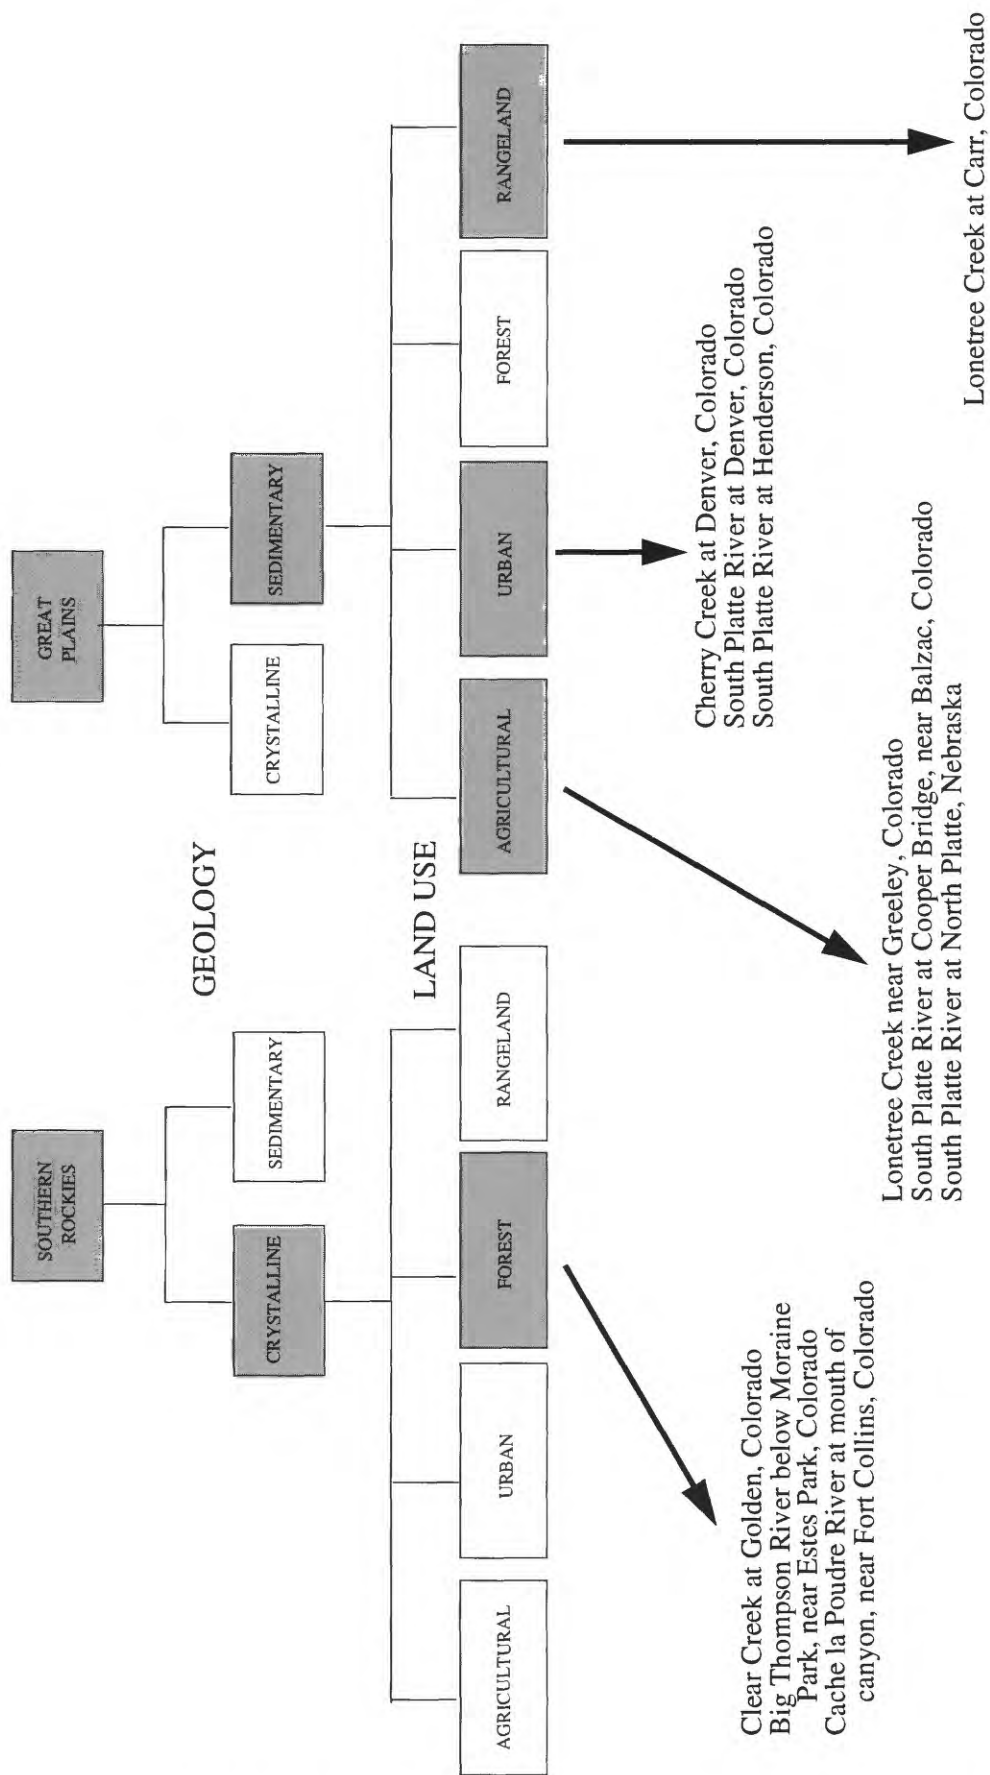 SOUTHERN
ROCKIES
GREAT
PLAINS
GEOLOGY
CRYSTALLINE
SEDIMENTARY
CRYSTALLINE
SEDIMENTARY
LAND USE
AGRICULTURAL
URBAN
FOREST
RANGELAND
AGRICULTURAL
URBAN
FOREST
RANGELAND
Clear Creek at Golden, Colorado
Big Thompson River below Moraine
Park, near Estes Park, Colorado
Cache la Poudre River at mouth of
canyon, near Fort Collins, Colorado
Lonetree Creek near Greeley, Colorado
South Platte River at Cooper Bridge, near Balzac, Colorado
South Platte River at North Platte, Nebraska
Cherry Creek at Denver, Colorado
South Platte River at Denver, Colorado
South Platte River at Henderson, Colorado
Lonetree Creek at Carr, Colorado